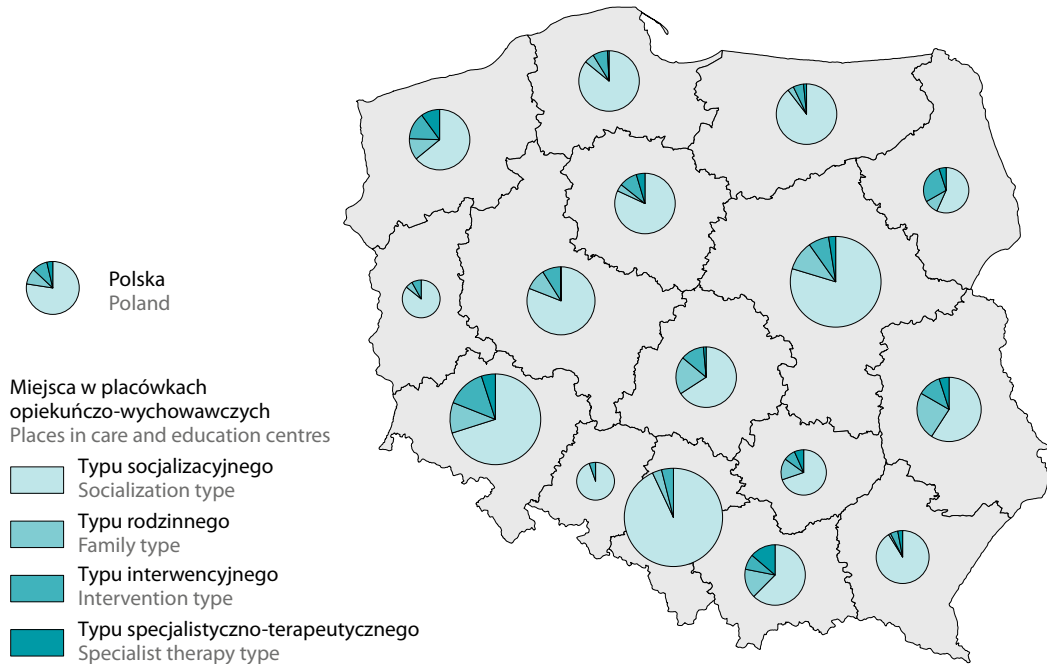 Polska
Poland
Miejsca w placówkach
opiekuńczo-wychowawczych
Places in care and education centres
Typu socjalizacyjnego
Socialization type
Typu rodzinnego
Family type
Typu interwencyjnego
Intervention type
Typu specjalistyczno-terapeutycznego
Specialist therapy type